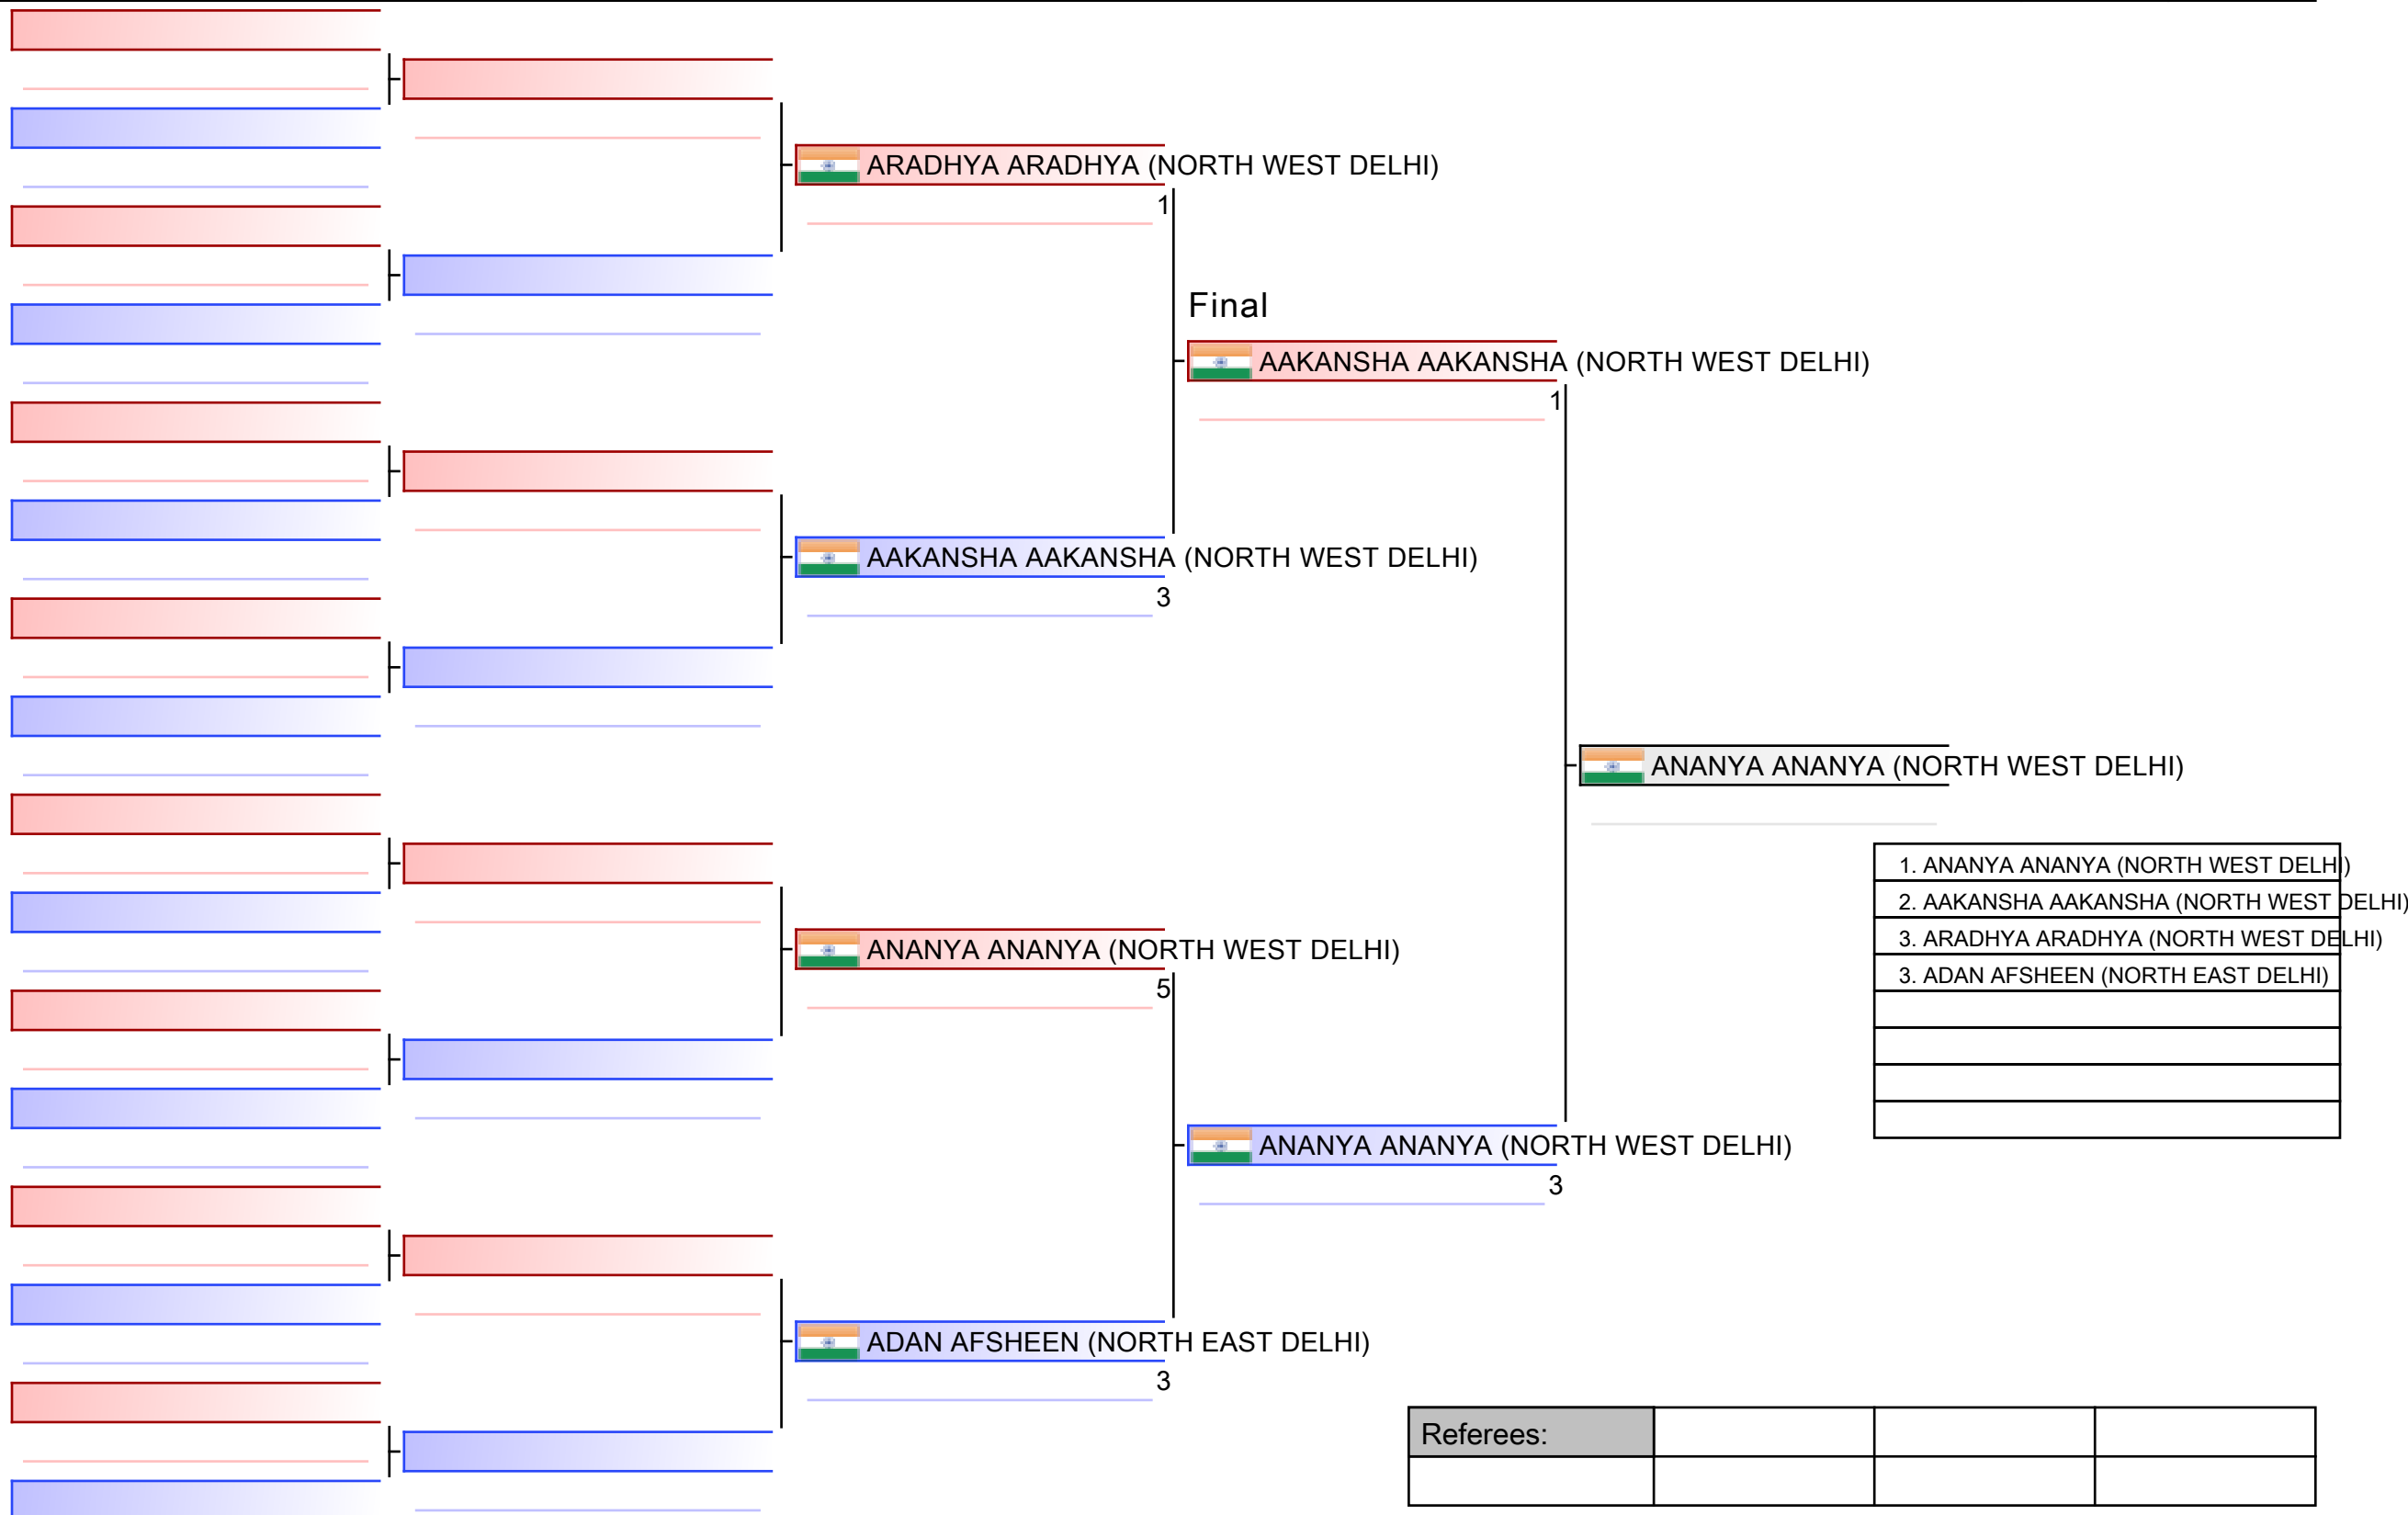 ARADHYA ARADHYA (NORTH WEST DELHI)
1
Final
AAKANSHA AAKANSHA (NORTH WEST DELHI)
1
AAKANSHA AAKANSHA (NORTH WEST DELHI)
3
ANANYA ANANYA (NORTH WEST DELHI)
1. ANANYA ANANYA (NORTH WEST DELHI)
2. AAKANSHA AAKANSHA (NORTH WEST DELHI)
3. ARADHYA ARADHYA (NORTH WEST DELHI)
3. ADAN AFSHEEN (NORTH EAST DELHI)
ANANYA ANANYA (NORTH WEST DELHI)
5
ANANYA ANANYA (NORTH WEST DELHI)
3
ADAN AFSHEEN (NORTH EAST DELHI)
3
Referees: